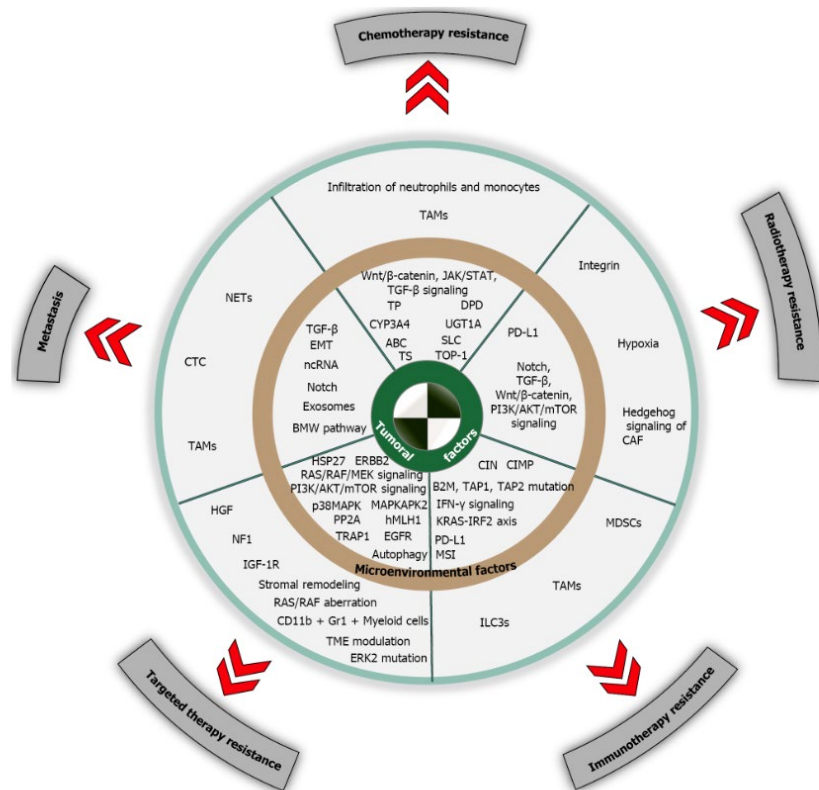 Chemotherapy resistance
Radiotherapy resistance
Metastasis
Infiltration of neutrophils and monocytes
TAMs
Integrin
Hypoxia
Hedgehog
signaling of
CAF
NETs
CTC
TAMs
Wnt/β-catenin, JAK/STAT,
TGF-β signaling
TP DPD
CYP3A4 UGT1A
ABC SLC
TS TOP-1
PD-L1
Notch,
TGF-β,
Wnt/β-catenin,
PI3K/AKT/mTOR
signaling
TGF-β
EMT
ncRNA
Notch
Exosomes
BMW pathway
Tumoral factors
HSP27 ERBB2
RAS/RAF/MEK signaling
PI3K/AKT/mTOR signaling
p38MAPK MAPKAPK2
PP2A hMLH1
TRAP1 EGFR
Autophagy
CIN CIMP
B2M, TAP1, TAP2 mutation
IFN-γ signaling
KRAS-IRF2 axis
PD-L1
MSI
Microenvironmental factors
HGF
NF1
IGF-1R
Stromal remodeling
RAS/RAF aberration
CD11b + Gr1 + Myeloid cells
TME modulation
ERK2 mutation
MDSCs
TAMs
ILC3s
Targeted therapy resistance
Immunotherapy resistance